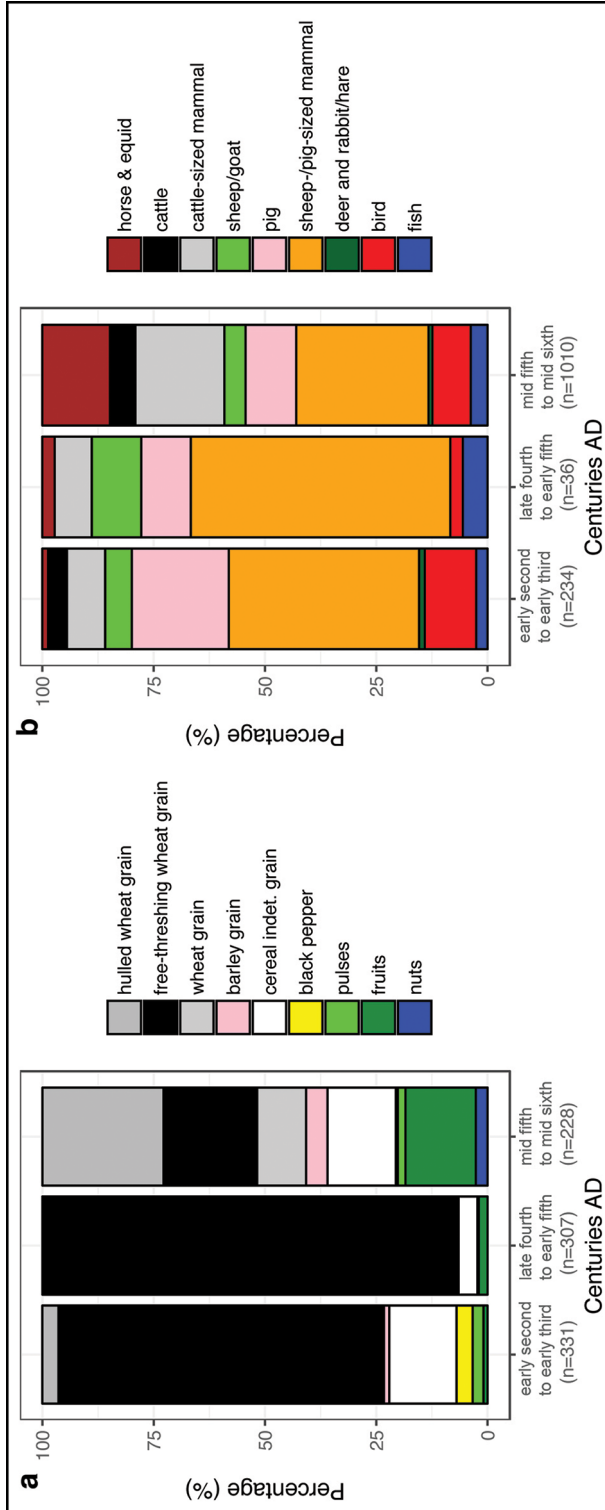 a
Percentage (%)
100
75
50
25
0
early second
to early third
(n=331)
late fourth
to early fifth
(n=307)
mid fifth
to mid sixth
(n=228)
Centuries AD
hulled wheat grain
free-threshing wheat grain
wheat grain
barley grain
cereal indet. grain
black pepper
pulses
fruits
nuts
b
Percentage (%)
100
75
50
25
0
early second
to early third
(n=234)
late fourth
to early fifth
(n=36)
mid fifth
to mid sixth
(n=1010)
Centuries AD
horse & equid
cattle
cattle-sized mammal
sheep/goat
pig
sheep-/pig-sized mammal
deer and rabbit/hare
bird
fish